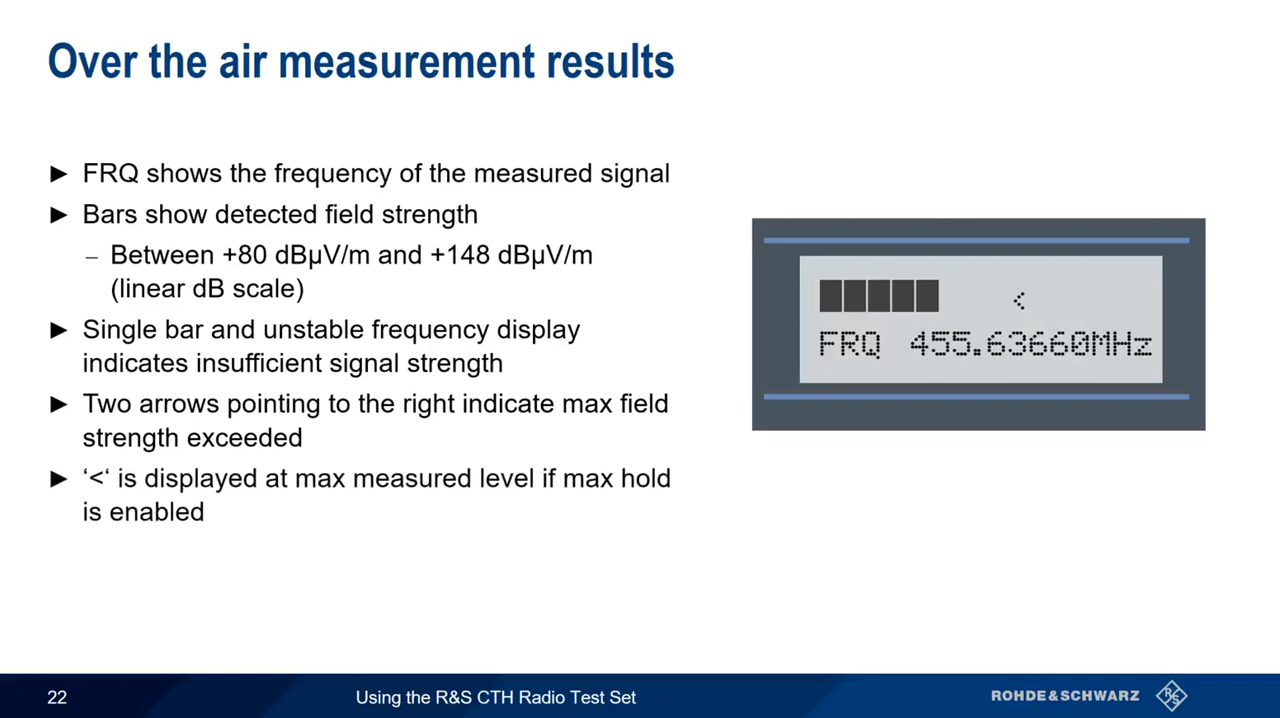 Over the air measurement results
► FRQ shows the frequency of the measured signal
► Bars show detected field strength
– Between +80 dBµV/m and +148 dBµV/m
(linear dB scale)
► Single bar and unstable frequency display
indicates insufficient signal strength
► Two arrows pointing to the right indicate max field
strength exceeded
► ‘<‘ is displayed at max measured level if max hold
is enabled
<
FRQ 455.63660MHz
22
Using the R&S CTH Radio Test Set
ROHDE&SCHWARZ
R&S